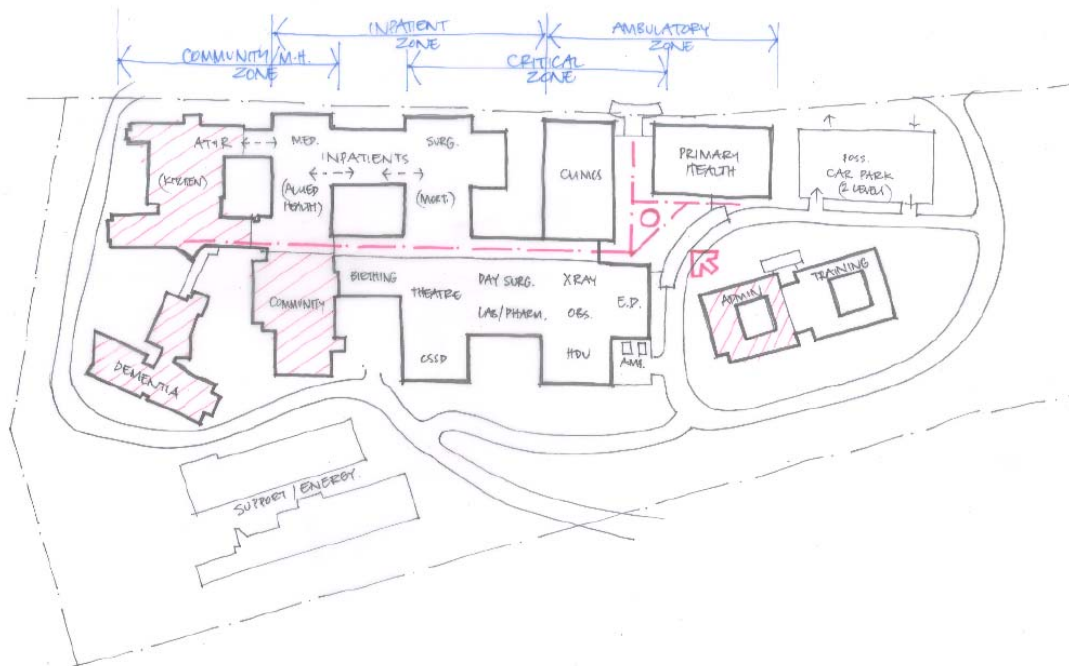 INPATIENT
ZONE
AMBULATORY
ZONE
COMMUNITY/M.H.
ZONE
CRITICAL
ZONE
AT+R
MED.
SURG.
INPATIENTS
(KITCHEN)
(ALLIED
HEALTH)
(MORT.)
CLINICS
PRIMARY
HEALTH
POSS.
CAR PARK
(2 LEVELS)
BIRTHING
THEATRE
DAY SURG.
X RAY
COMMUNITY
LAB/PHARM.
OBS.
E.D.
CSSD
HDU
AMB.
ADMIN
TRAINING
DEMENTIA
SUPPORT/ENERGY.